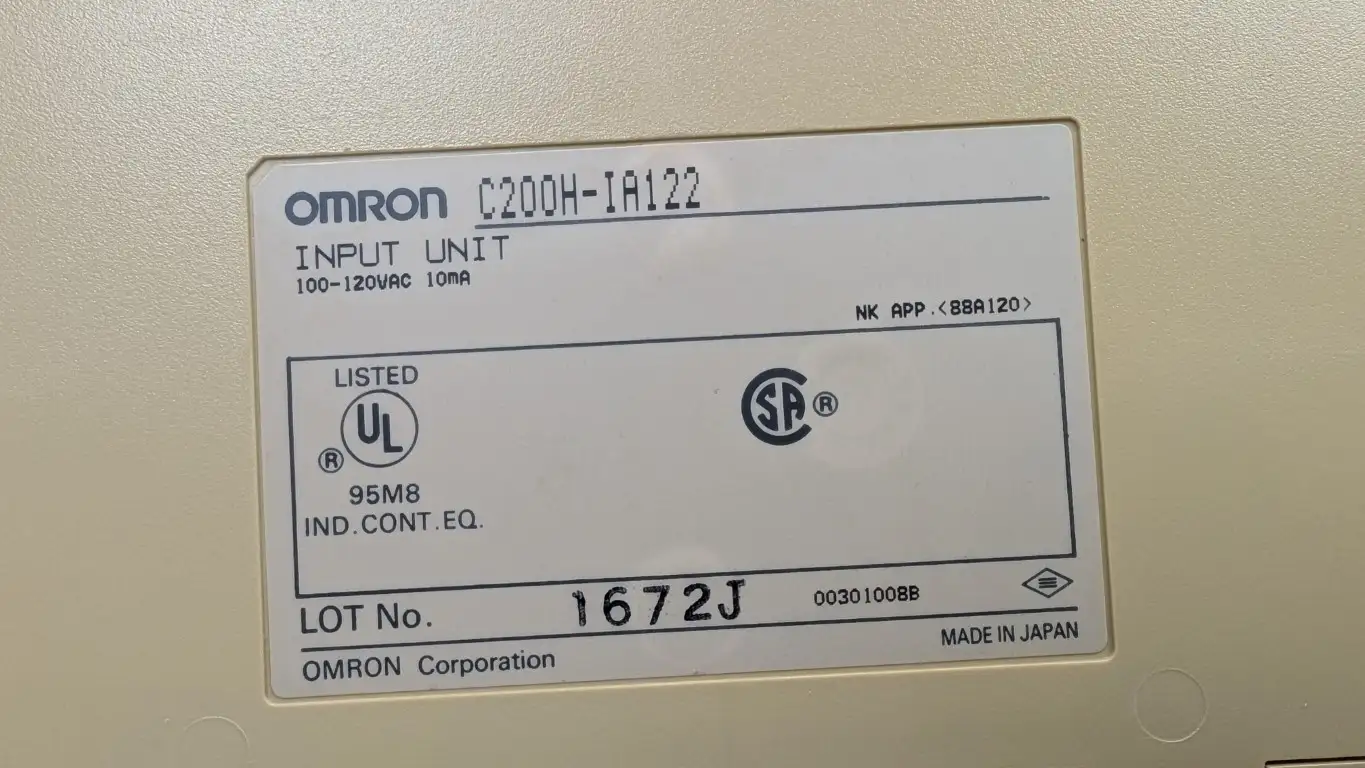 OMRON C200H-IA122
INPUT UNIT
100-120VAC 10mA
NK APP.<88A120>
LISTED
UL
®
95M8
IND.CONT.EQ.
SA ®
LOT No. 1672J 00301008B
MADE IN JAPAN
OMRON Corporation